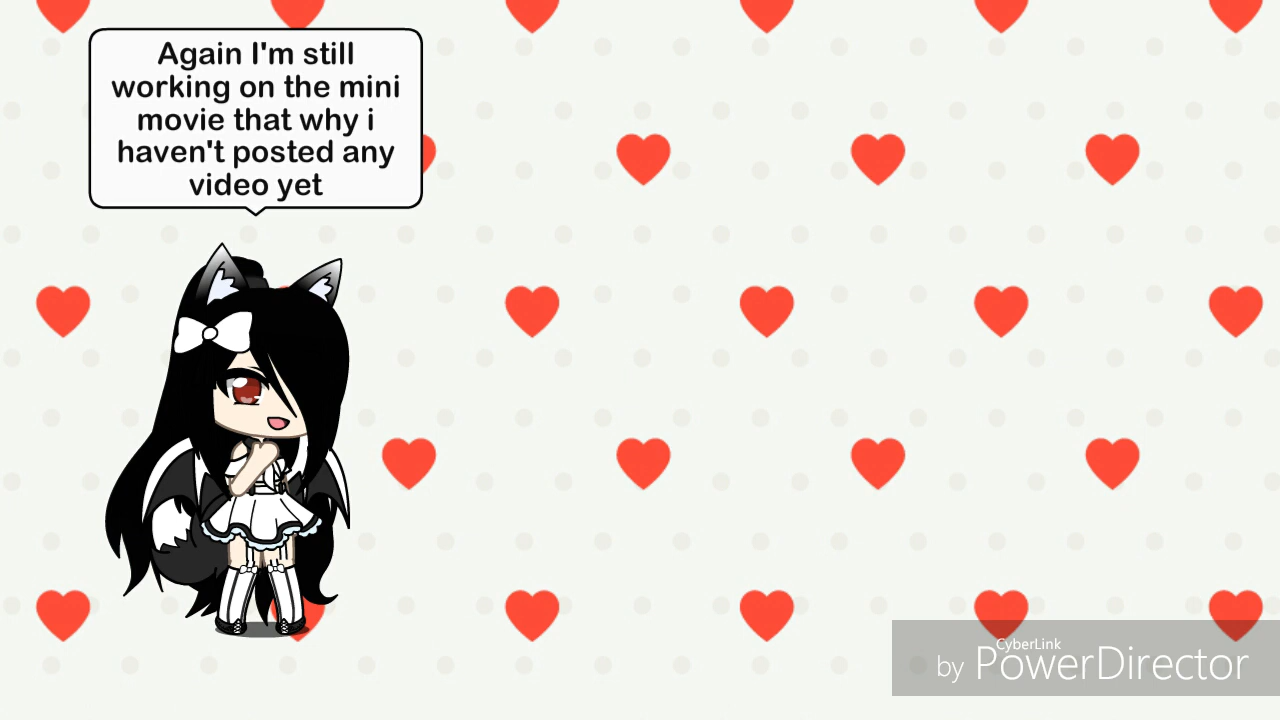 Again I'm still
working on the mini
movie that why i
haven't posted any
video yet
CyberLink
by PowerDirector